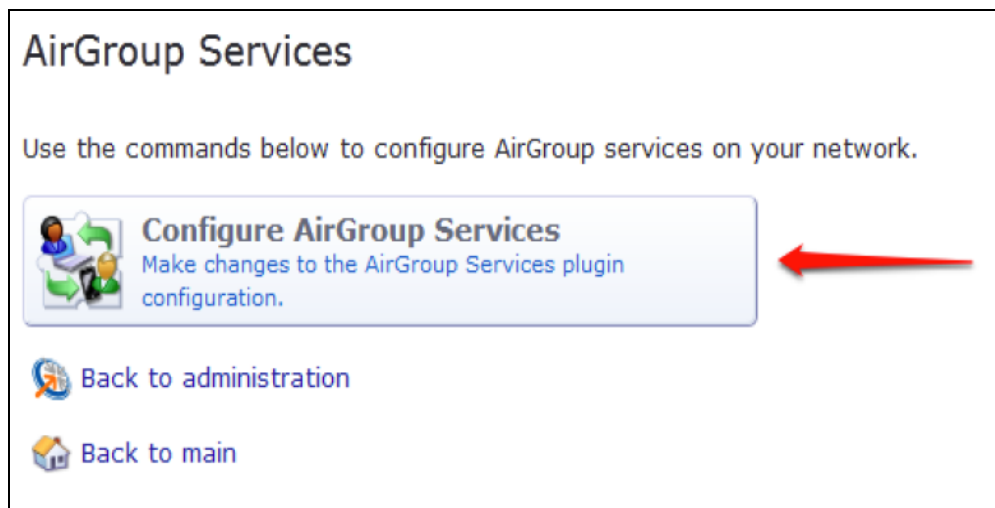 AirGroup Services
Use the commands below to configure AirGroup services on your network.
Configure AirGroup Services
Make changes to the AirGroup Services plugin
configuration.
Back to administration
Back to main